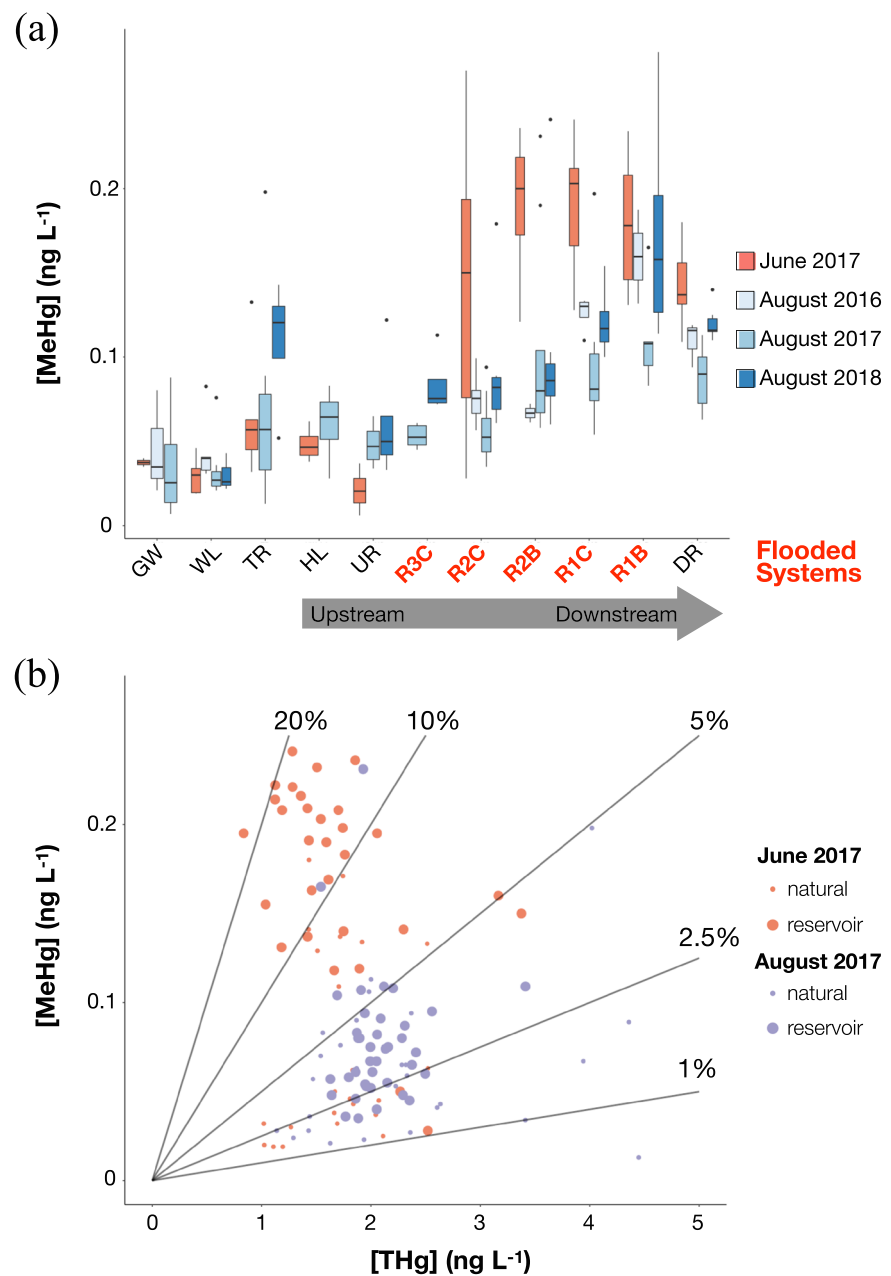 (a)
[MeHg] (ng L-1)
0.2
0.1
0
June 2017
August 2016
August 2017
August 2018
GW
WL
TR
HL
UR
R3C
R2C
R2B
R1C
R1B
DR
Flooded
Systems
Upstream
Downstream
(b)
[MeHg] (ng L-1)
0.2
0.1
0
20%
10%
5%
2.5%
1%
June 2017
natural
reservoir
August 2017
natural
reservoir
0
1
2
3
4
5
[THg] (ng L-1)